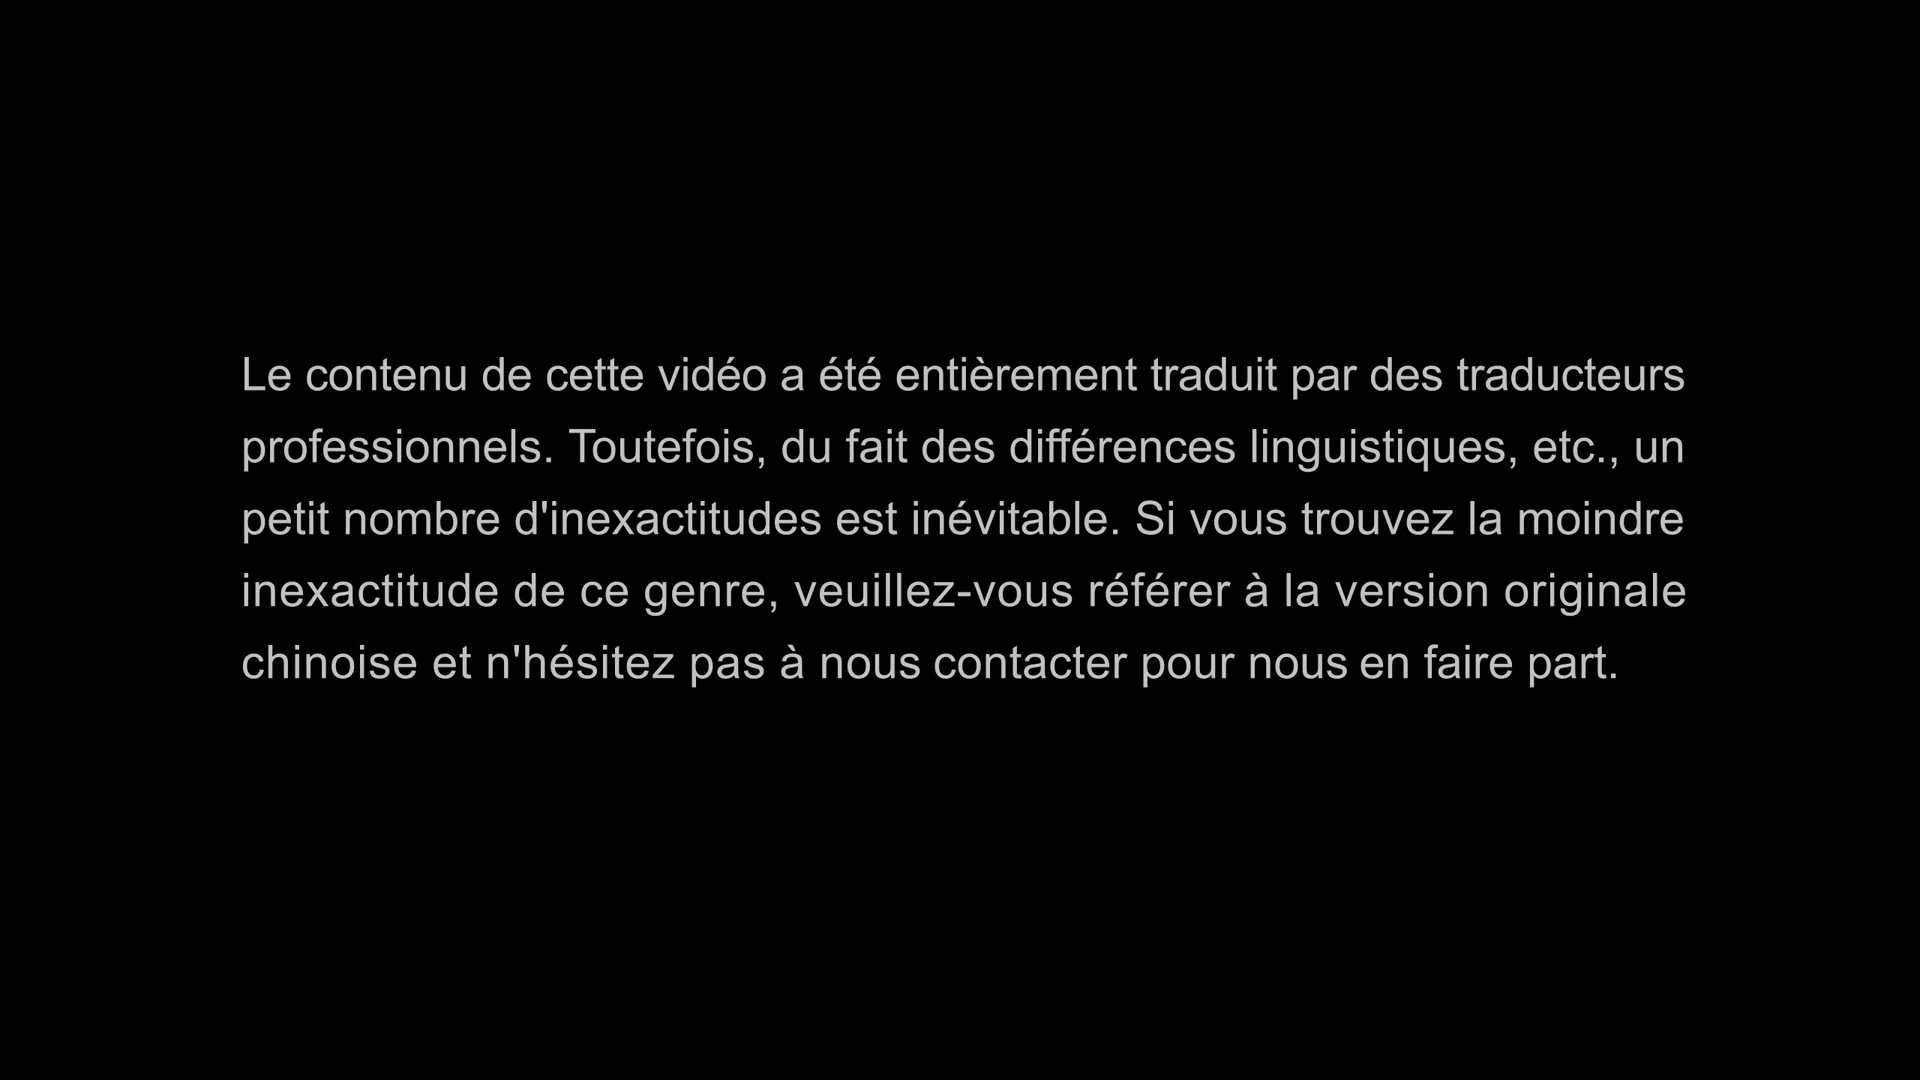 Le contenu de cette vidéo a été entièrement traduit par des traducteurs
professionnels. Toutefois, du fait des différences linguistiques, etc., un
petit nombre d'inexactitudes est inévitable. Si vous trouvez la moindre
inexactitude de ce genre, veuillez-vous référer à la version originale
chinoise et n'hésitez pas à nous contacter pour nous en faire part.